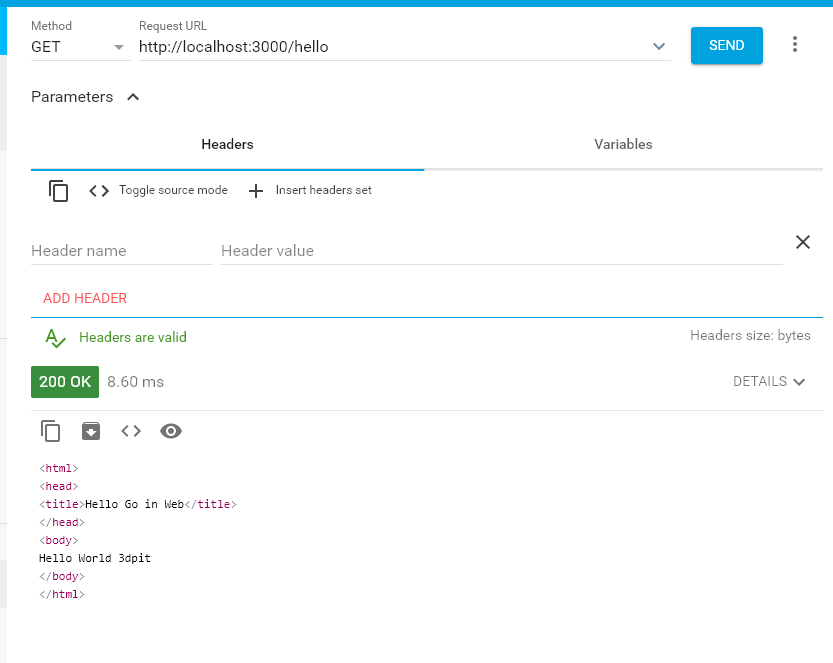 Method
Request URL
GET
http://localhost:3000/hello
SEND
Parameters
Headers
Variables
Toggle source mode
Insert headers set
Header name
Header value
ADD HEADER
Headers are valid
Headers size: bytes
200 OK
8.60 ms
DETAILS
<html>
<head>
<title>Hello Go in Web</title>
</head>
<body>
Hello World 3dpit
</body>
</html>